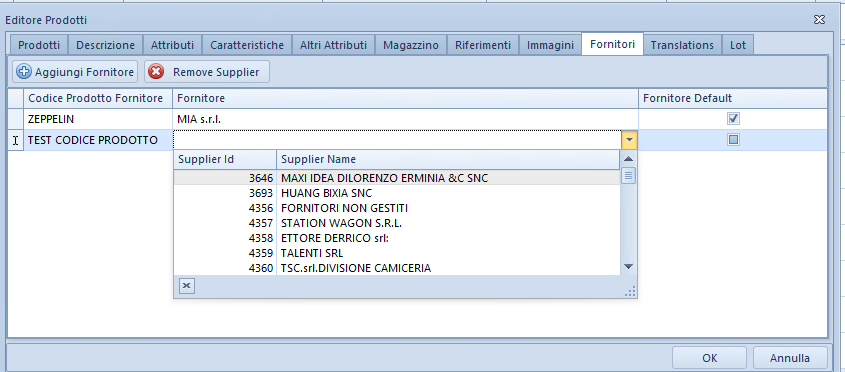 Editore Prodotti
Prodotti Descrizione Attributi Caratteristiche Altri Attributi Magazzino Riferimenti Immagini Fornitori Translations Lot
Aggiungi Fornitore Remove Supplier
Codice Prodotto Fornitore Fornitore Fornitore Default
ZEPPELIN MIA s.r.l.
TEST CODICE PRODOTTO
Supplier Id Supplier Name
3646 MAXI IDEA DILORENZO ERMINIA &C SNC
3693 HUANG BIXIA SNC
4356 FORNITORI NON GESTITI
4357 STATION WAGON S.R.L.
4358 ETTORE DERRICO srl:
4359 TALENTI SRL
4360 TSC.srl.DIVISIONE CAMICERIA
OK Annulla